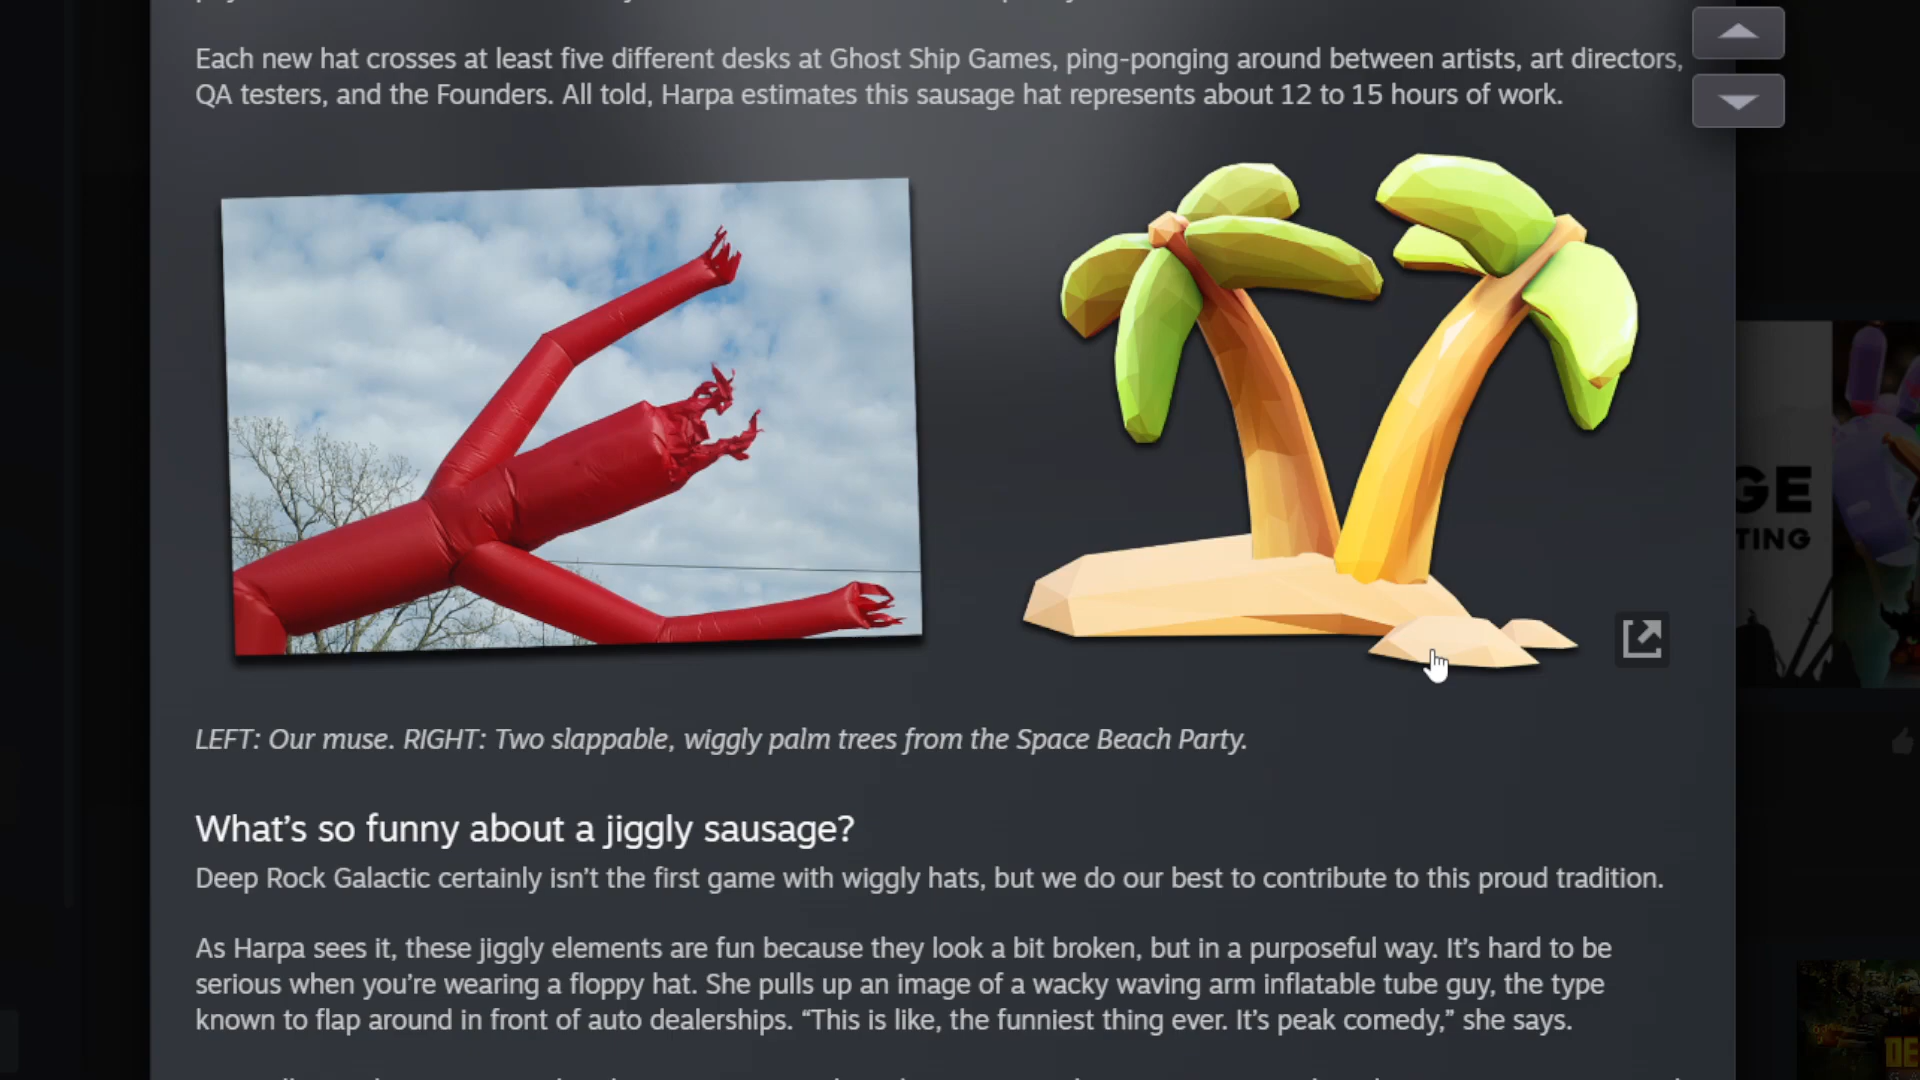 Each new hat crosses at least five different desks at Ghost Ship Games, ping-ponging around between artists, art directors,
QA testers, and the Founders. All told, Harpa estimates this sausage hat represents about 12 to 15 hours of work.
GE
TING
LEFT: Our muse. RIGHT: Two slappable, wiggly palm trees from the Space Beach Party.
What’s so funny about a jiggly sausage?
Deep Rock Galactic certainly isn’t the first game with wiggly hats, but we do our best to contribute to this proud tradition.
As Harpa sees it, these jiggly elements are fun because they look a bit broken, but in a purposeful way. It’s hard to be
serious when you’re wearing a floppy hat. She pulls up an image of a wacky waving arm inflatable tube guy, the type
known to flap around in front of auto dealerships. “This is like, the funniest thing ever. It’s peak comedy,” she says.
DE